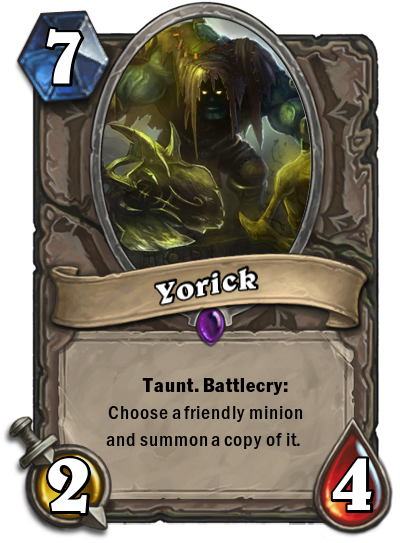 7
Yorick
Taunt. Battlecry:
Choose a friendly minion
and summon a copy of it.
2
4